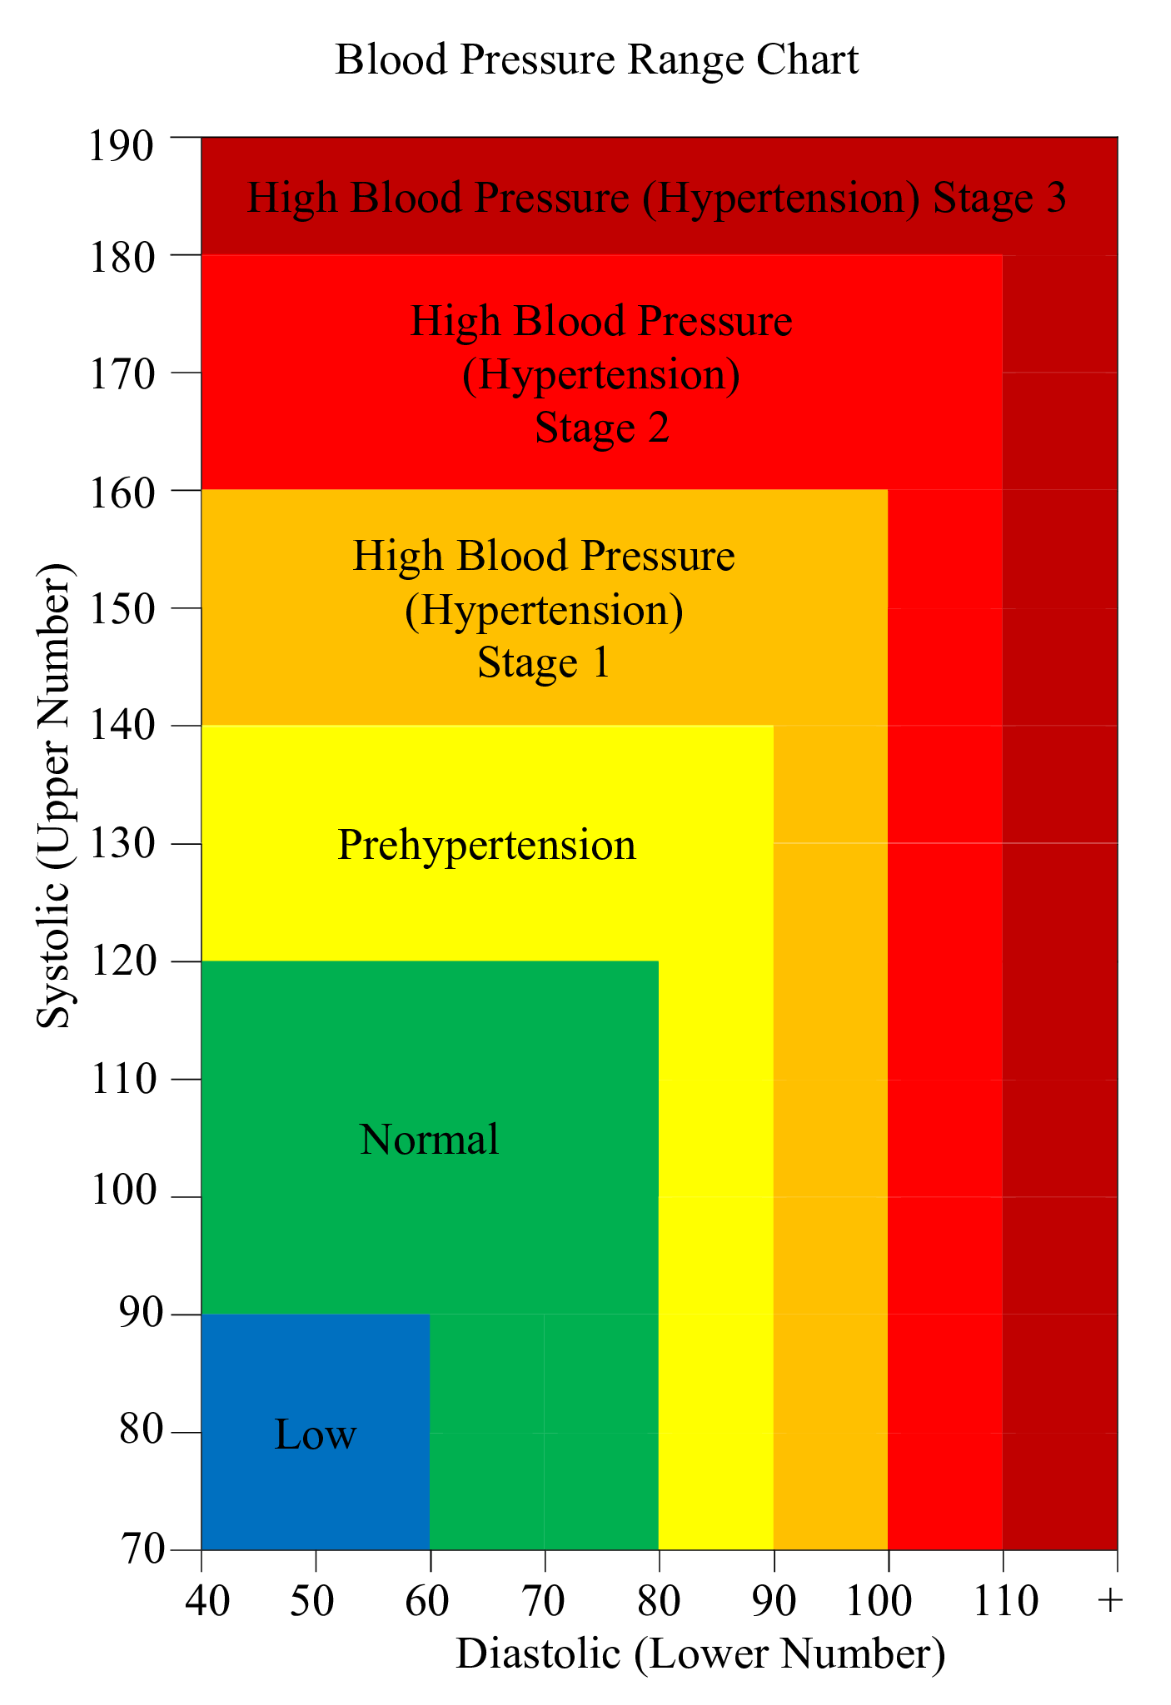 Blood Pressure Range Chart
190
High Blood Pressure (Hypertension) Stage 3
180
High Blood Pressure
170
(Hypertension)
Stage 2
160
High Blood Pressure
150
(Hypertension)
Stage 1
140
130
Prehypertension
120
110
Normal
100
90
80
Low
70
Systolic (Upper Number)
40 50 60 70 80 90 100 110 +
Diastolic (Lower Number)